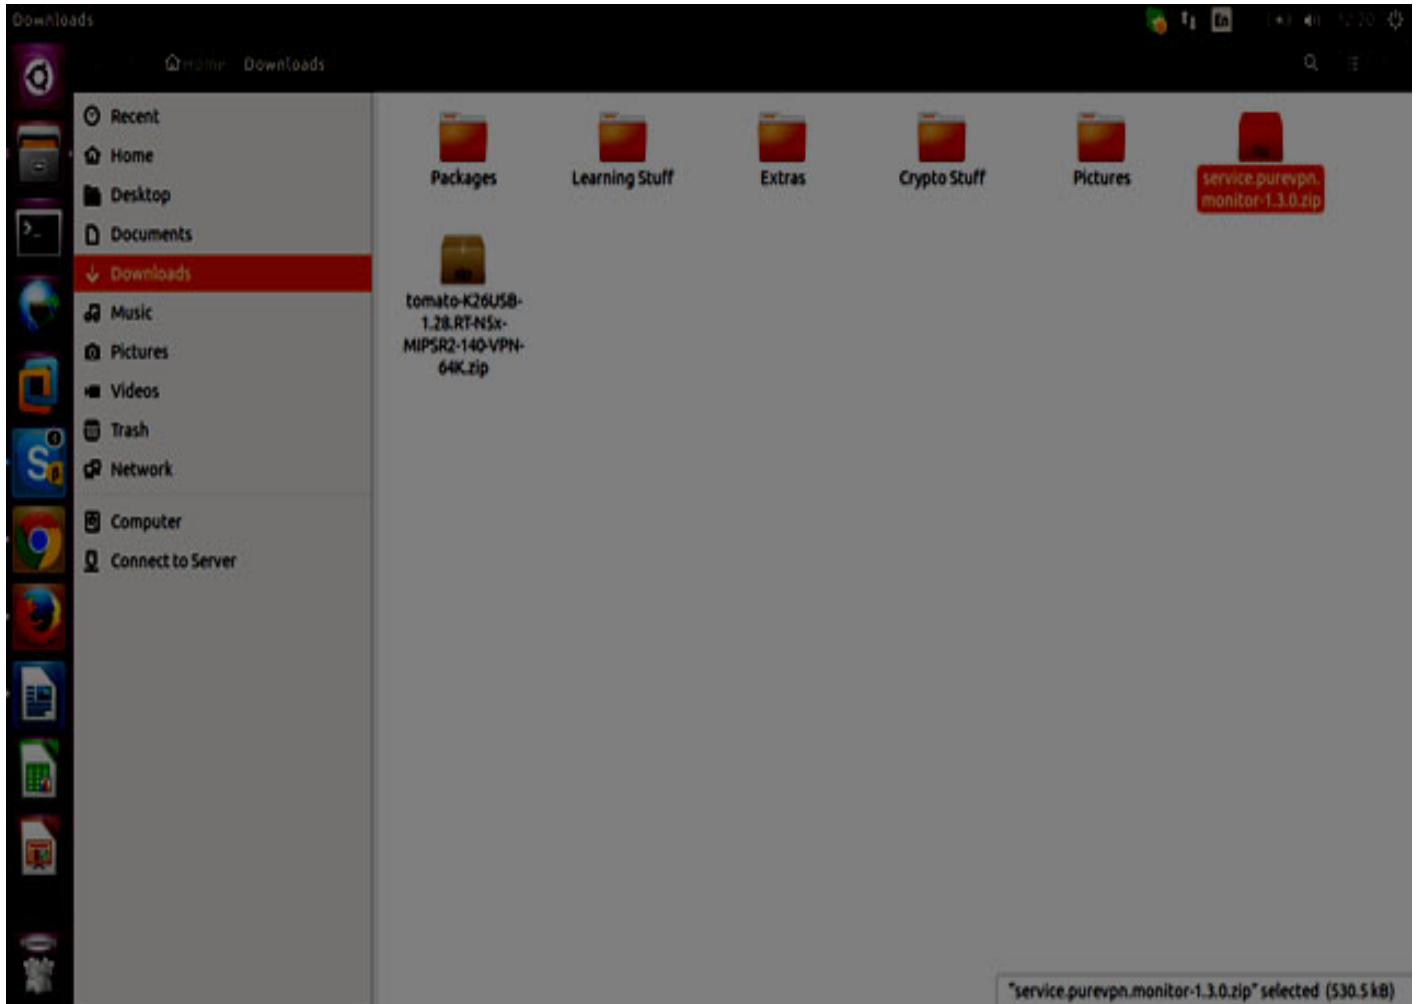 Downloads
En
Home Downloads
Recent
Home
Desktop
Documents
Downloads
Music
Pictures
Videos
Trash
Network
Computer
Connect to Server
Packages
Learning Stuff
Extras
Crypto Stuff
Pictures
service.purevpn.
monitor-1.3.0.zip
tomato-K26USB-
1.28.RT-N5x-
MIPSR2-140-VPN-
64K.zip
"service.purevpn.monitor-1.3.0.zip" selected (530.5 kB)